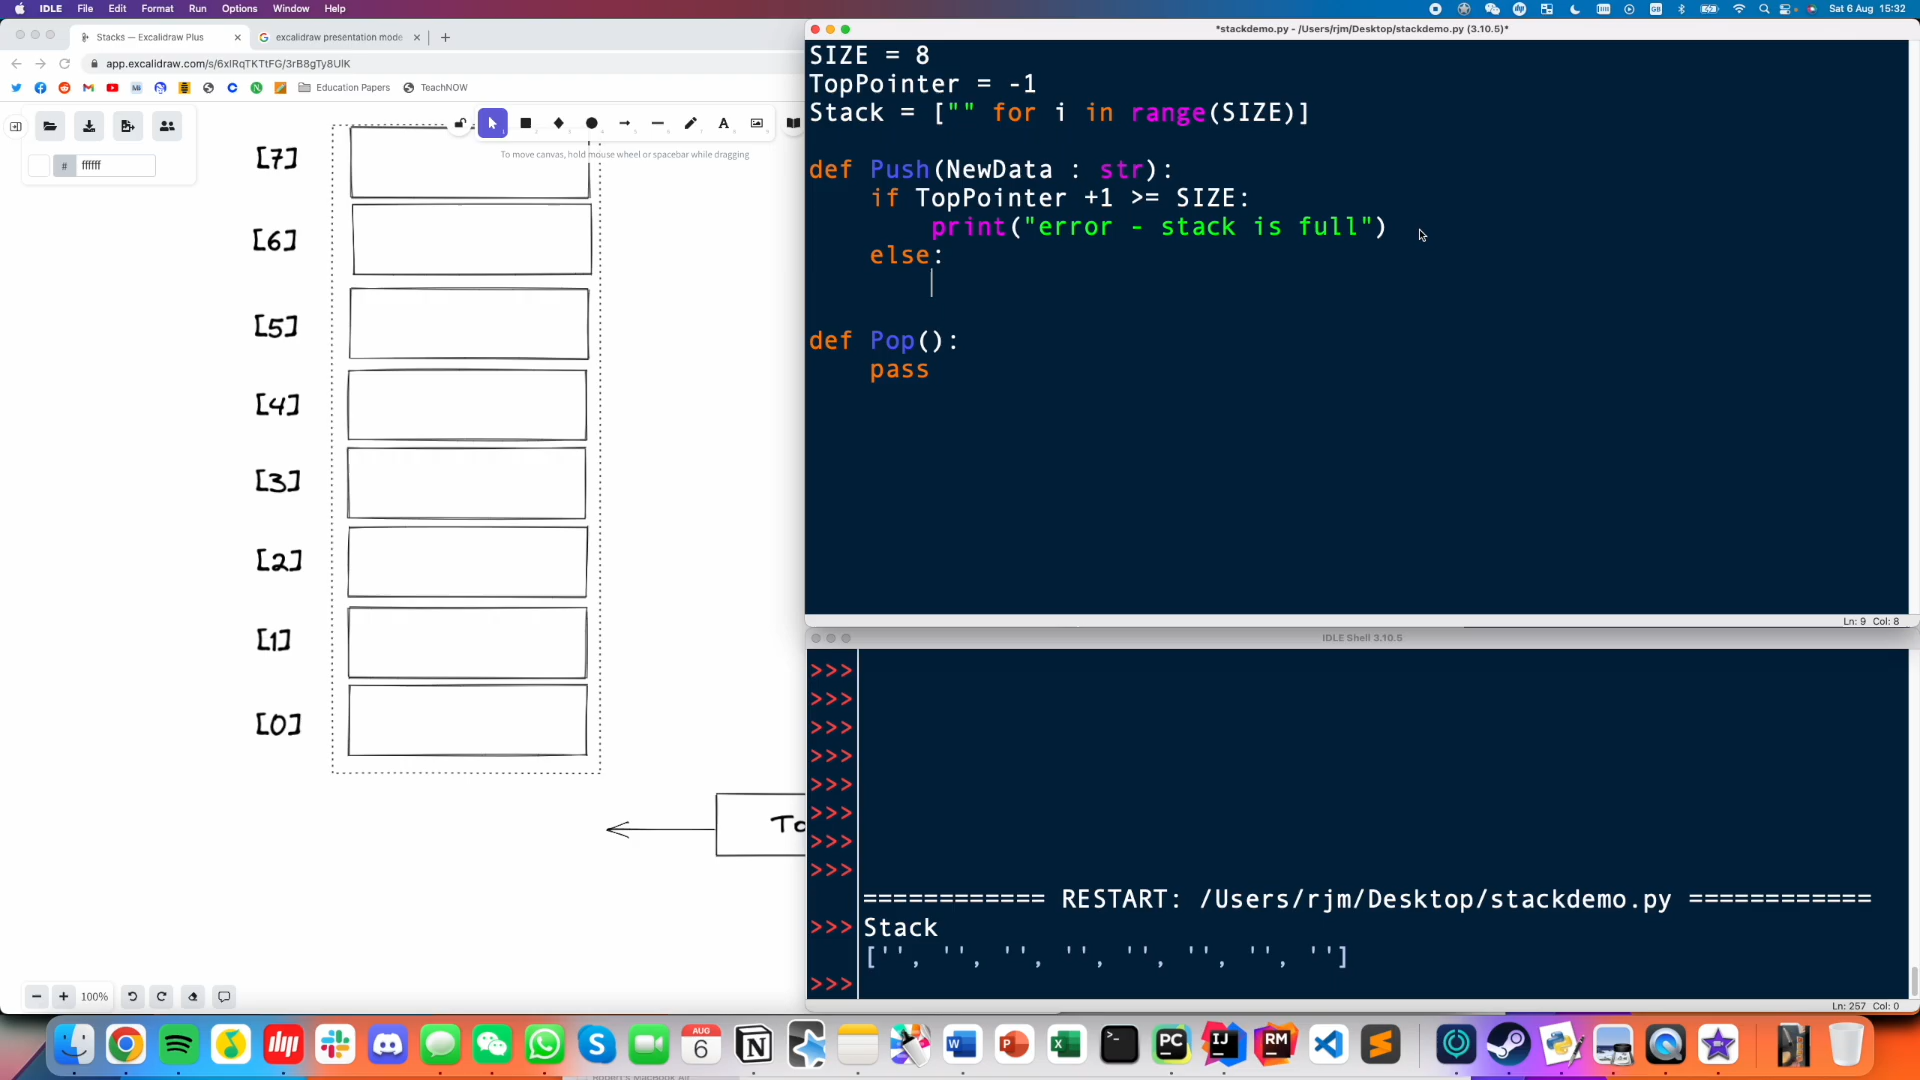 IDLE File Edit Format Run Options Window Help
Sat 6 Aug 15:32
Stacks — Excalidraw Plus
excalidraw presentation mode
app.excalidraw.com/s/6xlRqTKTtFG/3rB8gTy8UlK
Education Papers
TeachNOW
# ffffff
To move canvas, hold mouse wheel or spacebar while dragging
[7]
[6]
[5]
[4]
[3]
[2]
[1]
[0]
To
100%
*stackdemo.py - /Users/rjm/Desktop/stackdemo.py (3.10.5)*
SIZE = 8
TopPointer = -1
Stack = ["" for i in range(SIZE)]
def Push(NewData : str):
if TopPointer +1 >= SIZE:
print("error - stack is full")
else:
def Pop():
pass
Ln: 9 Col: 8
IDLE Shell 3.10.5
>>>
>>>
>>>
>>>
>>>
>>>
>>>
>>>
============ RESTART: /Users/rjm/Desktop/stackdemo.py ============
>>> Stack
['', '', '', '', '', '', '', '']
>>>
Ln: 257 Col: 0
AUG
6